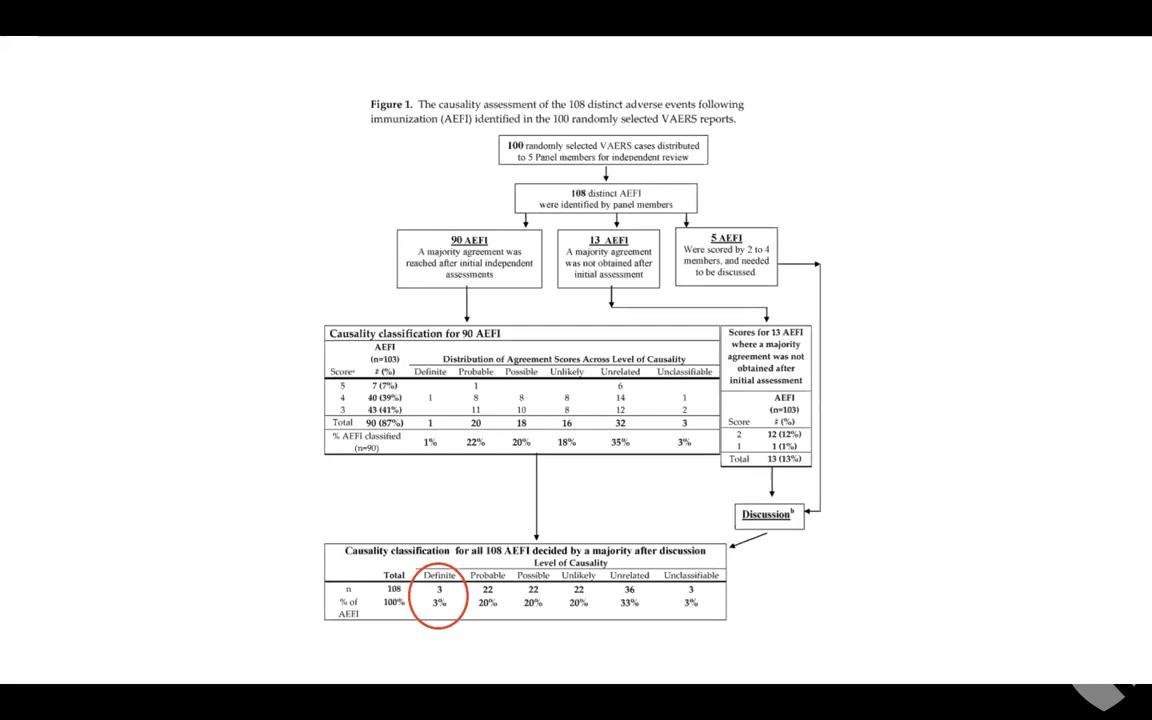 Figure 1. The causality assessment of the 108 distinct adverse events following
immunization (AEFI) identified in the 100 randomly selected VAERS reports.
100 randomly selected VAERS cases distributed
to 5 Panel members for independent review
108 distinct AEFI
were identified by panel members
90 AEFI
A majority agreement was
reached after initial independent
assessments
13 AEFI
A majority agreement
was not obtained after
initial assessment
5 AEFI
Were scored by 2 to 4
members, and needed
to be discussed
Causality classification for 90 AEFI
AEFI
(n=103) Distribution of Agreement Scores Across Level of Causality
Scoreª # (%) Definite Probable Possible Unlikely Unrelated Unclassifiable
5 7 (7%) 1 6
4 40 (39%) 1 8 8 8 14 1
3 43 (41%) 11 10 8 12 2
Total 90 (87%) 1 20 18 16 32 3
% AEFI classified
(n=90) 1% 22% 20% 18% 35% 3%
Scores for 13 AEFI
where a majority
agreement was not
obtained after
initial assessment
AEFI
(n=103)
Score # (%)
2 12 (12%)
1 1 (1%)
Total 13 (13%)
Discussionᵇ
Causality classification for all 108 AEFI decided by a majority after discussion
Level of Causality
Total Definite Probable Possible Unlikely Unrelated Unclassifiable
n 108 3 22 22 22 36 3
% of 100% 3% 20% 20% 20% 33% 3%
AEFI